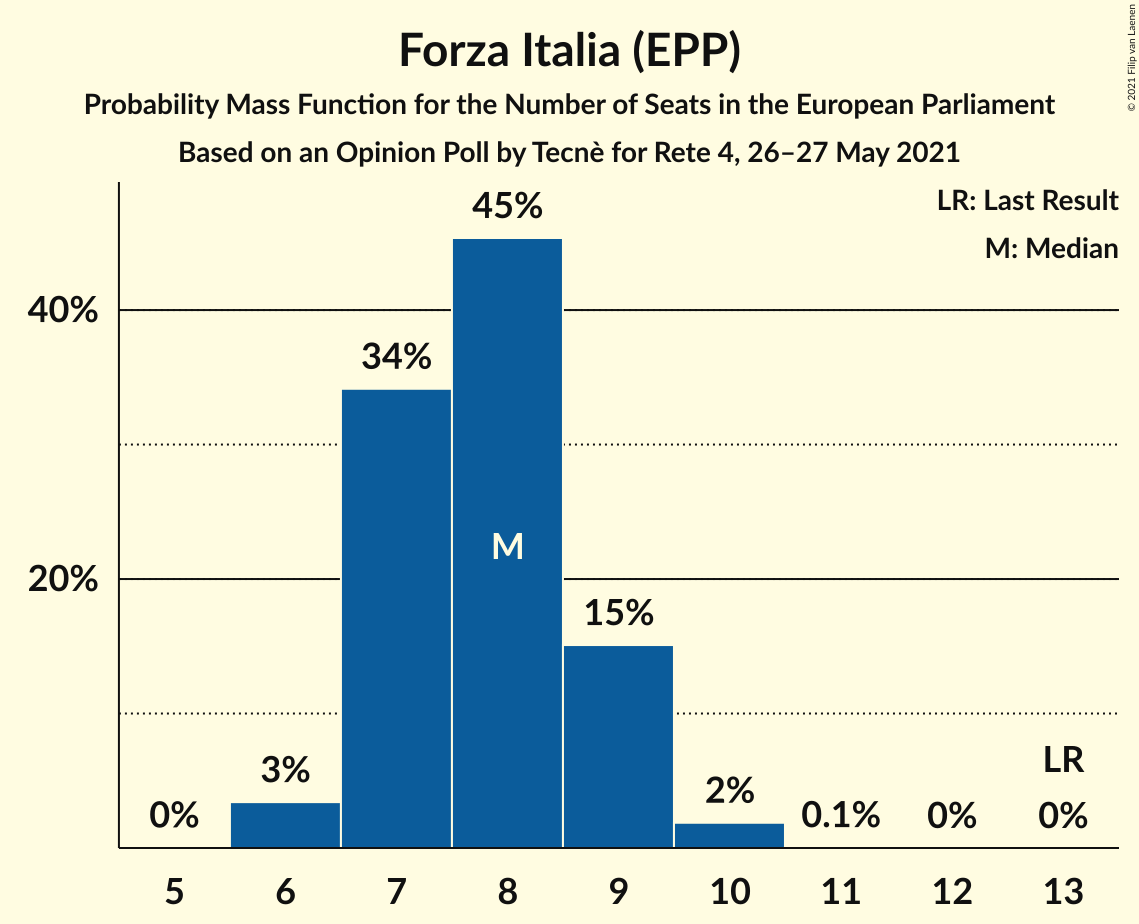 Forza Italia (EPP)
Probability Mass Function for the Number of Seats in the European Parliament
Based on an Opinion Poll by Tecnè for Rete 4, 26–27 May 2021
© 2021 Filip van Laenen
LR: Last Result
M: Median
45%
40%
34%
M
20%
15%
LR
3%
2%
0%
0.1%
0%
0%
5 6 7 8 9 10 11 12 13